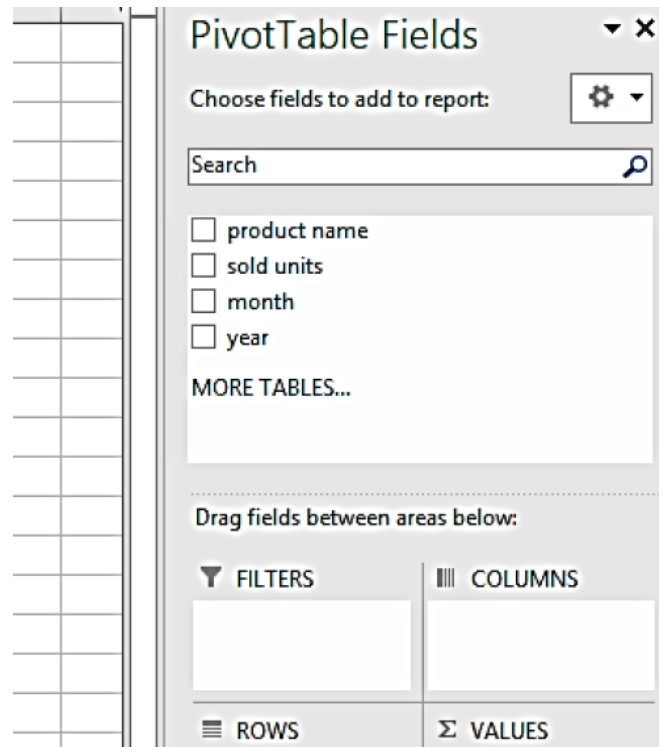 PivotTable Fields
Choose fields to add to report:
Search
product name
sold units
month
year
MORE TABLES...
Drag fields between areas below:
FILTERS
COLUMNS
ROWS
Σ VALUES